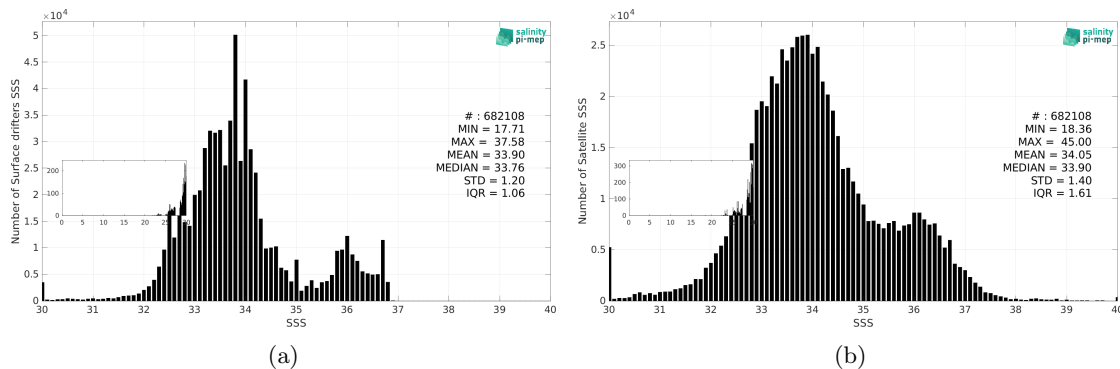 ×10⁴
5
4.5
4
3.5
3
2.5
2
1.5
1
0.5
0
Number of Surface drifters SSS
salinity
pi-mep
# : 682108
MIN = 17.71
MAX = 37.58
MEAN = 33.90
MEDIAN = 33.76
STD = 1.20
IQR = 1.06
200
100
0
0 5 10 15 20 25 30
30 31 32 33 34 35 36 37 38 39 40
SSS
(a)
×10⁴
2.5
2
1.5
1
0.5
0
Number of Satellite SSS
salinity
pi-mep
# : 682108
MIN = 18.36
MAX = 45.00
MEAN = 34.05
MEDIAN = 33.90
STD = 1.40
IQR = 1.61
300
200
100
0
0 5 10 15 20 25
30 31 32 33 34 35 36 37 38 39 40
SSS
(b)